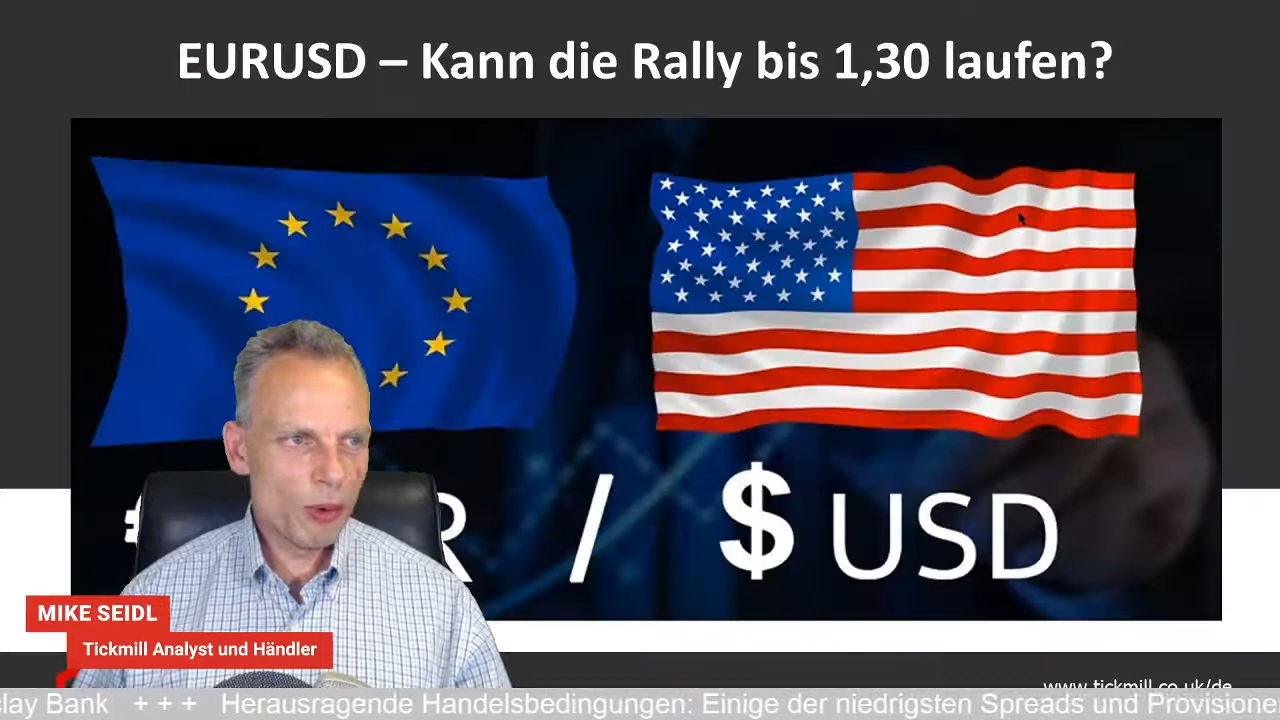 EURUSD – Kann die Rally bis 1,30 laufen?
R / $ USD
MIKE SEIDL
Tickmill Analyst und Händler
www.tickmill.co.uk/de
clay Bank +++ Herausragende Handelsbedingungen: Einige der niedrigsten Spreads und Provisione